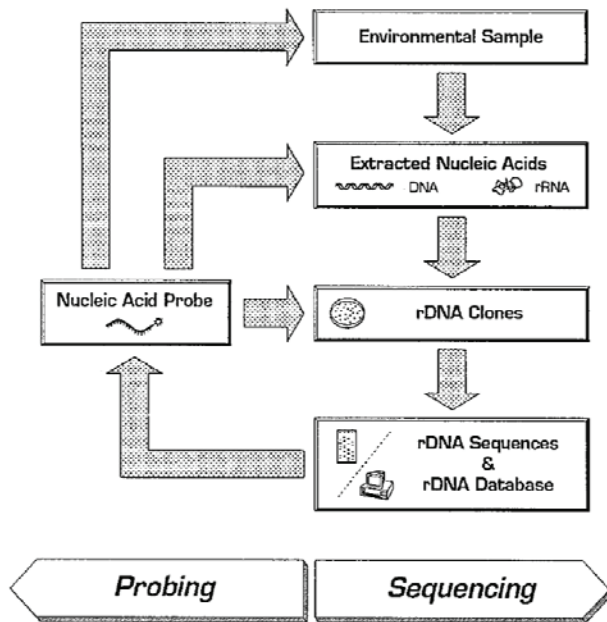 Environmental Sample
Extracted Nucleic Acids
DNA
rRNA
Nucleic Acid Probe
rDNA Clones
rDNA Sequences
&
rDNA Database
Probing
Sequencing